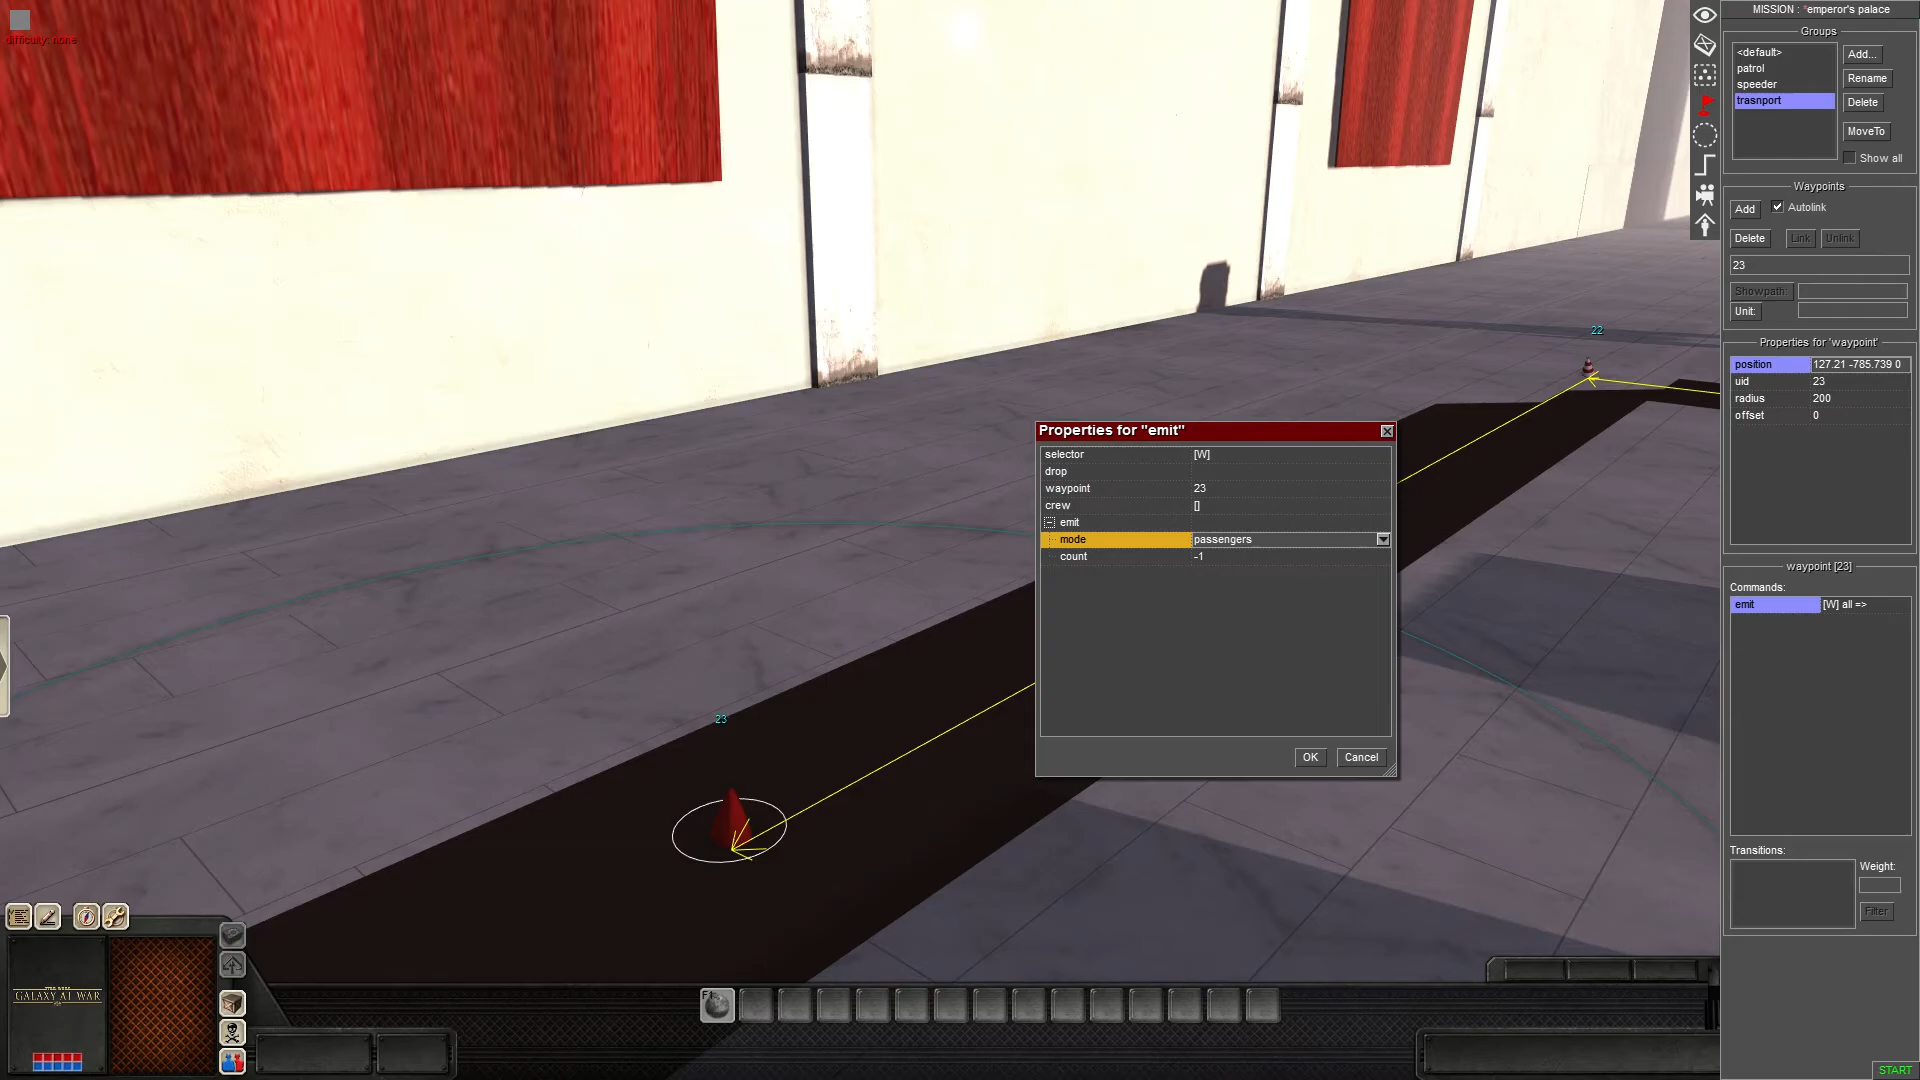 difficulty: none
MISSION : *emperor's palace
Groups
<default>
patrol
speeder
trasnport
Add...
Rename
Delete
MoveTo
Show all
Waypoints
Add
Autolink
Delete
Link
Unlink
23
Showpath:
Unit:
Properties for 'waypoint'
position 127.21 -785.739 0
uid 23
radius 200
offset 0
waypoint [23]
Commands:
emit [W] all =>
Transitions:
Weight:
Filter
START
22
23
Properties for "emit"
selector [W]
drop
waypoint 23
crew []
emit
mode passengers
count -1
OK
Cancel
STAR WARS
GALAXY AT WAR
F1